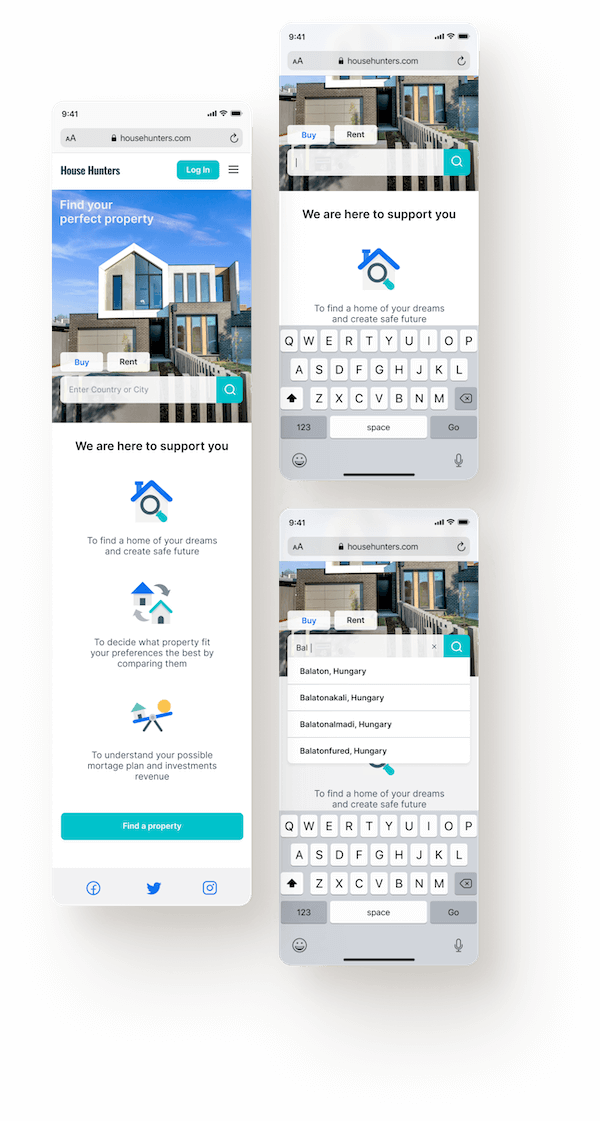 9:41
AA househunters.com
House Hunters
Log In
Find your
perfect property
Buy
Rent
Enter Country or City
We are here to support you
To find a home of your dreams
and create safe future
To decide what property fit
your preferences the best by
comparing them
To understand your possible
mortage plan and investments
revenue
Find a property
9:41
AA househunters.com
Buy
Rent
We are here to support you
To find a home of your dreams
and create safe future
Q W E R T Y U I O P
A S D F G H J K L
Z X C V B N M
123 space Go
9:41
AA househunters.com
Buy
Rent
Bal
Balaton, Hungary
Balatonakali, Hungary
Balatonalmadi, Hungary
Balatonfured, Hungary
To find a home of your dreams
and create safe future
Q W E R T Y U I O P
A S D F G H J K L
Z X C V B N M
123 space Go